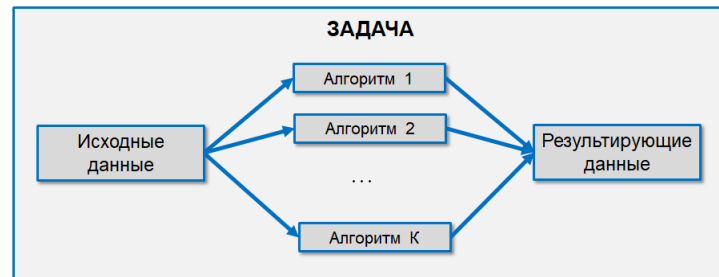 ЗАДАЧА
Алгоритм 1
Алгоритм 2
Исходные
данные
Результирующие
данные
...
Алгоритм К